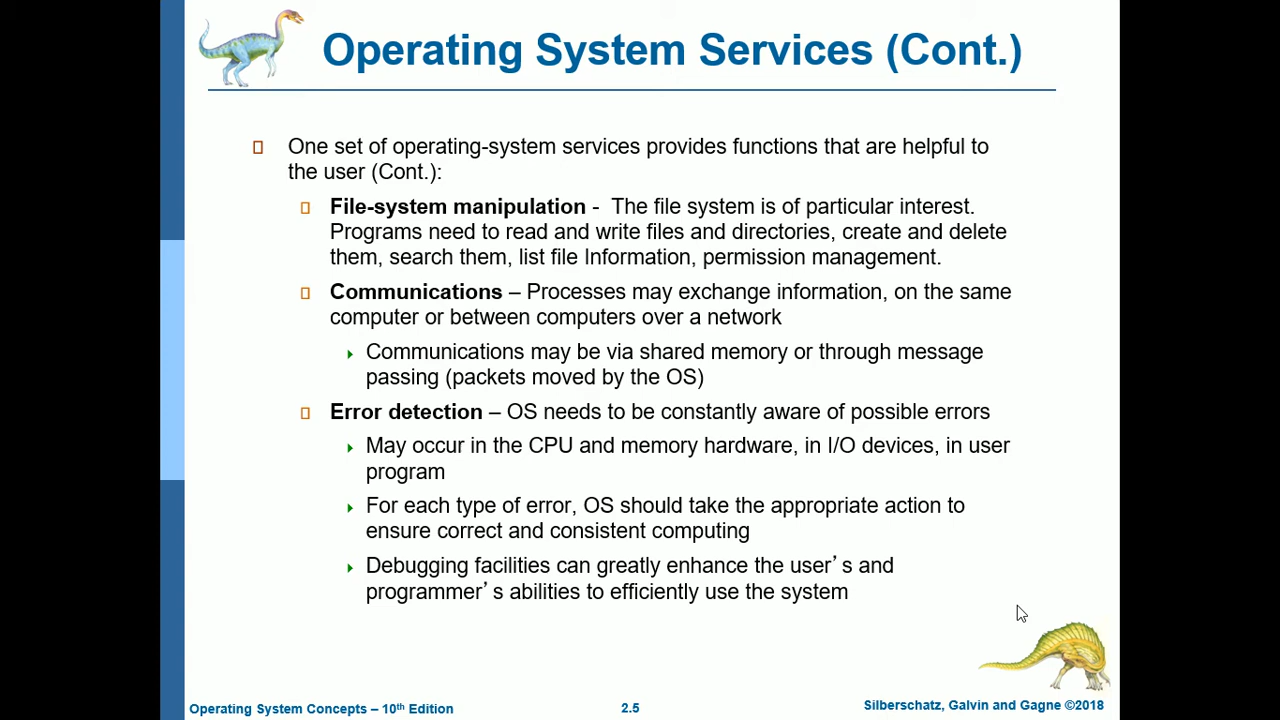 Operating System Services (Cont.)
One set of operating-system services provides functions that are helpful to
the user (Cont.):
File-system manipulation -  The file system is of particular interest.
Programs need to read and write files and directories, create and delete
them, search them, list file Information, permission management.
Communications – Processes may exchange information, on the same
computer or between computers over a network
Communications may be via shared memory or through message
passing (packets moved by the OS)
Error detection – OS needs to be constantly aware of possible errors
May occur in the CPU and memory hardware, in I/O devices, in user
program
For each type of error, OS should take the appropriate action to
ensure correct and consistent computing
Debugging facilities can greatly enhance the user’s and
programmer’s abilities to efficiently use the system
Operating System Concepts – 10th Edition
2.5
Silberschatz, Galvin and Gagne ©2018